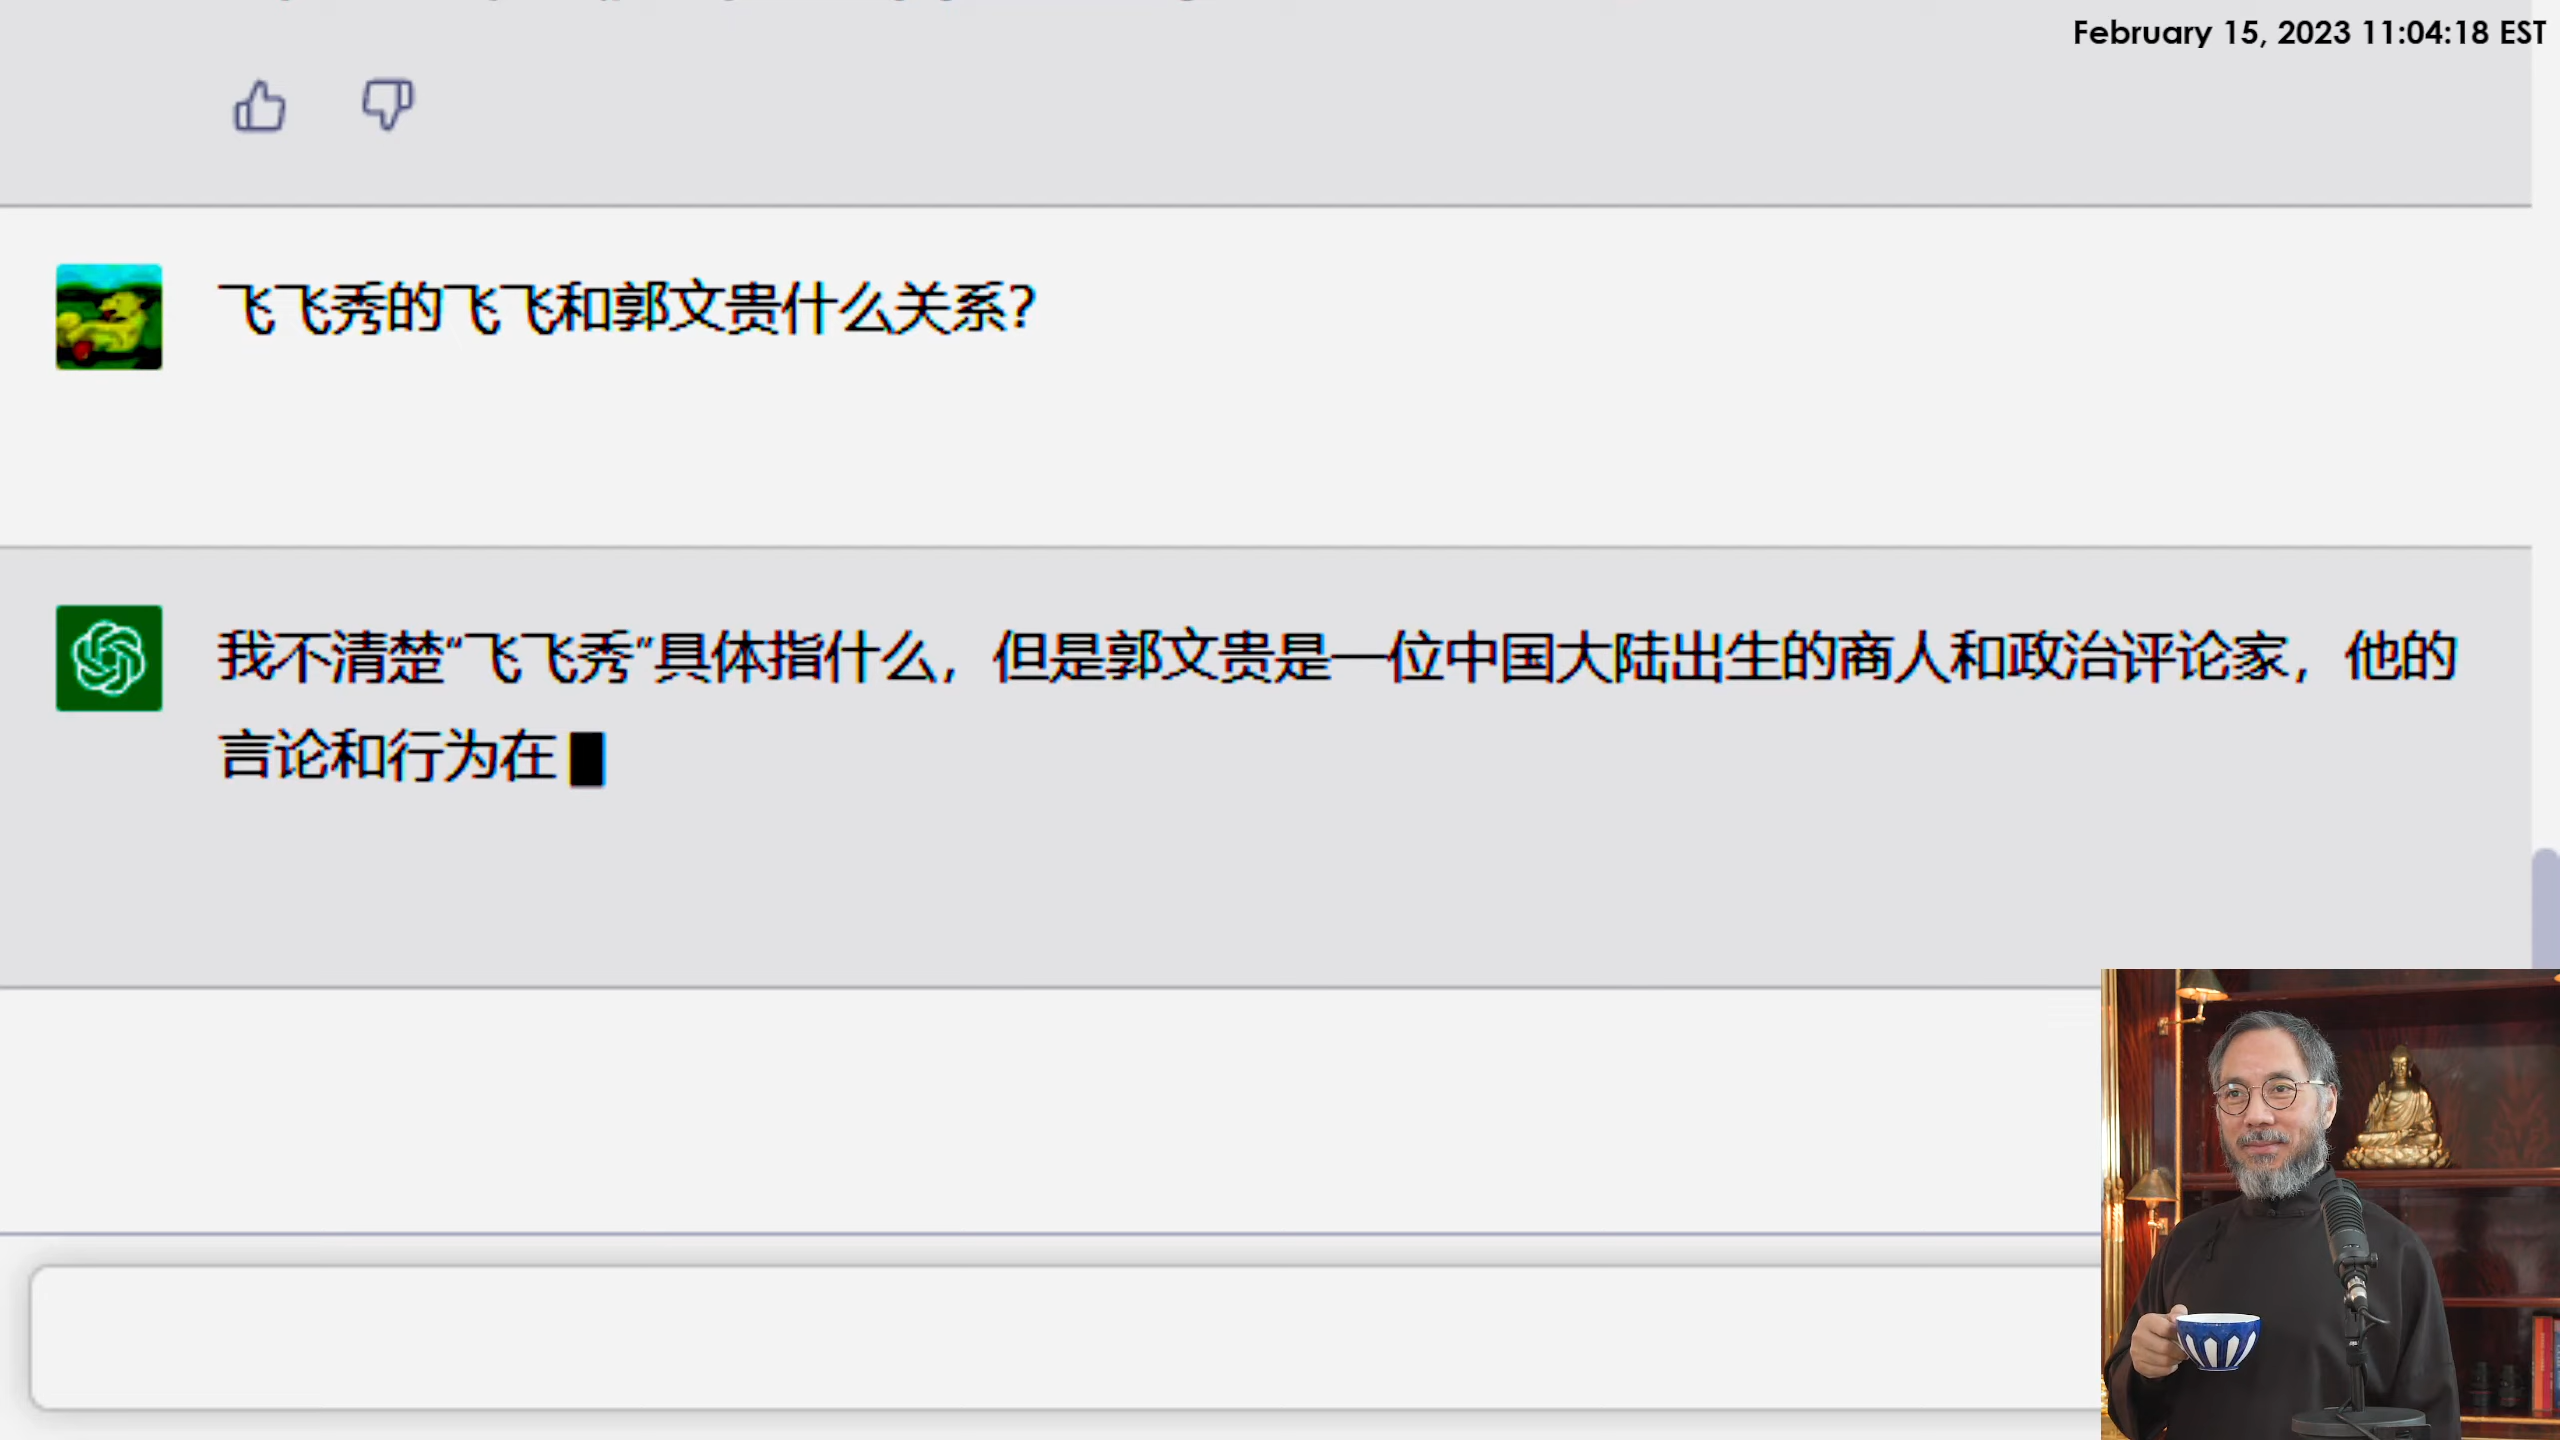 February 15, 2023 11:04:18 EST
飞飞秀的飞飞和郭文贵什么关系?
我不清楚“飞飞秀”具体指什么，但是郭文贵是一位中国大陆出生的商人和政治评论家，他的
言论和行为在